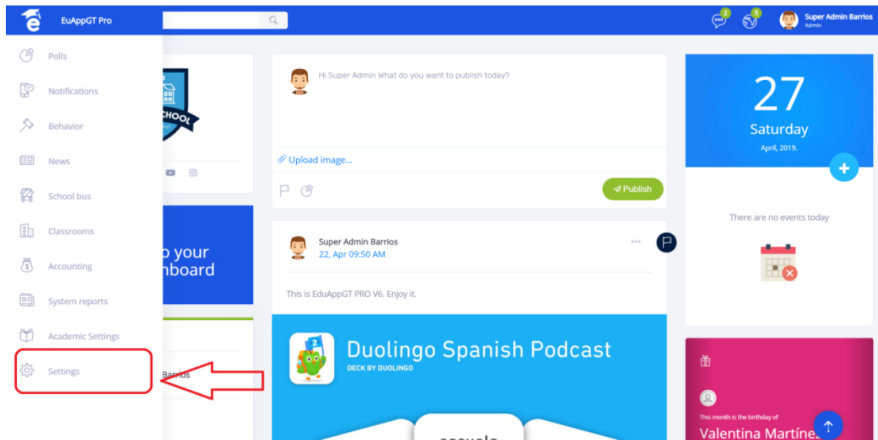 EuAppGT Pro
2
5
Super Admin Barrios
Admin
Polls
Notifications
Behavior
News
School bus
Classrooms
Accounting
System reports
Academic Settings
Settings
Hi Super Admin What do you want to publish today?
Upload image...
Publish
Super Admin Barrios
22, Apr 09:50 AM
This is EduAppGT PRO V6. Enjoy it.
2
Duolingo Spanish Podcast
DECK BY DUOLINGO
your
Barrios
27
Saturday
April, 2019.
There are no events today
This month is the birthday of
Valentina